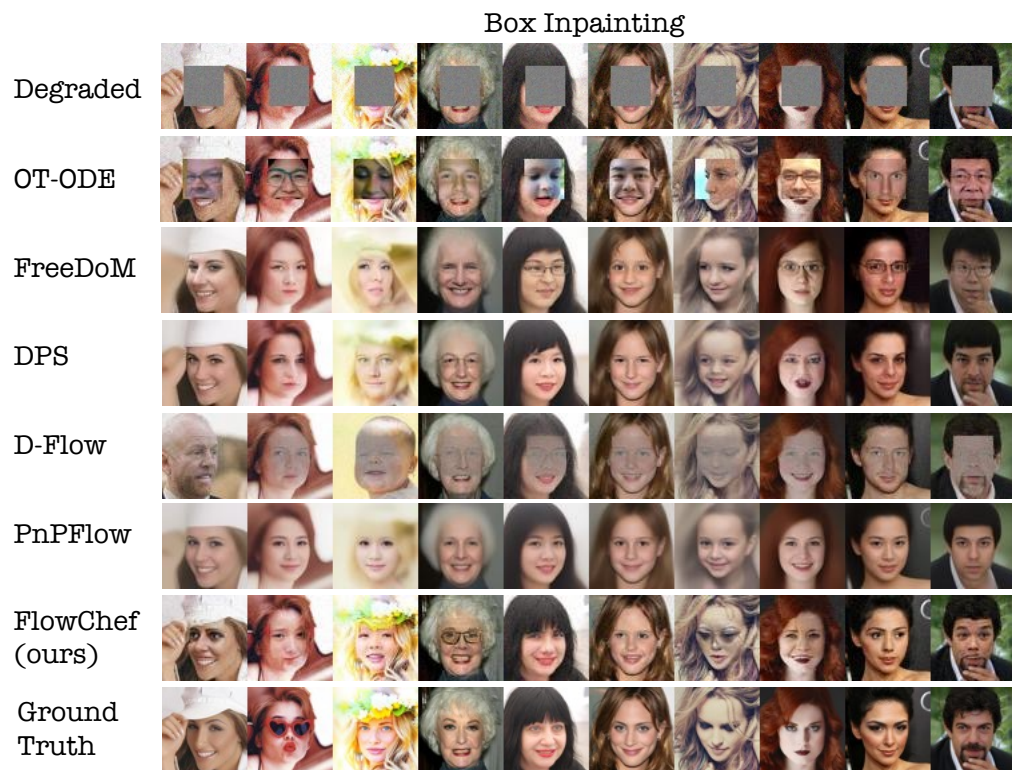 Box Inpainting
Degraded
OT-ODE
FreeDoM
DPS
D-Flow
PnPFlow
FlowChef
(ours)
Ground
Truth